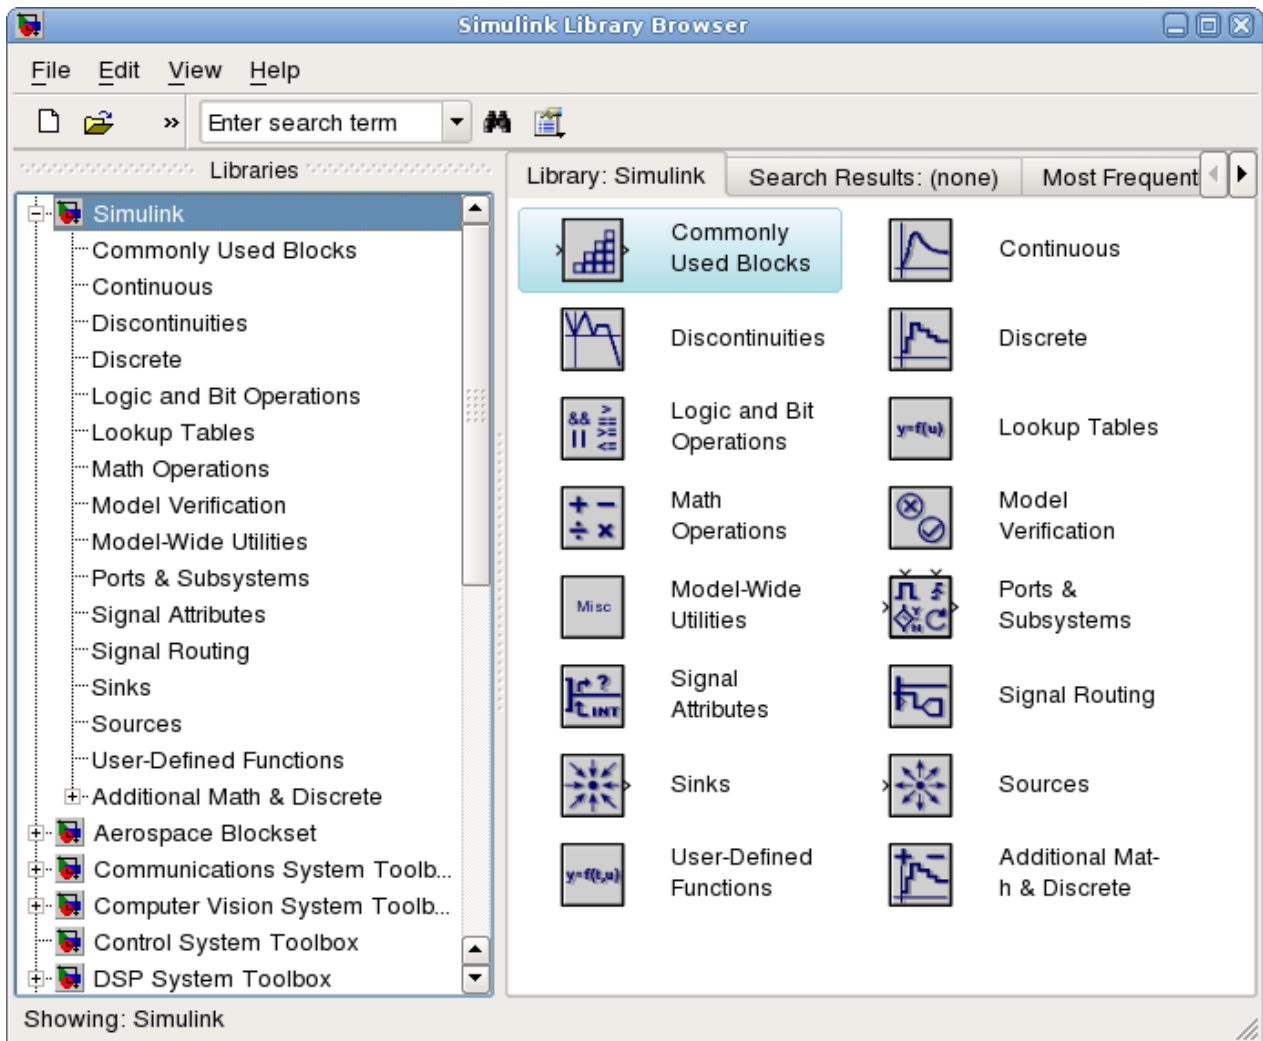 Simulink Library Browser
File Edit View Help
» Enter search term
Libraries
Library: Simulink Search Results: (none) Most Frequent
Simulink
Commonly Used Blocks
Continuous
Discontinuities
Discrete
Logic and Bit Operations
Lookup Tables
Math Operations
Model Verification
Model-Wide Utilities
Ports & Subsystems
Signal Attributes
Signal Routing
Sinks
Sources
User-Defined Functions
Additional Math & Discrete
Aerospace Blockset
Communications System Toolb...
Computer Vision System Toolb...
Control System Toolbox
DSP System Toolbox
Commonly
Used Blocks
Continuous
Discontinuities
Discrete
&& > == 
|| >= <=
Logic and Bit
Operations
y=f(u)
Lookup Tables
+ −
÷ ×
Math
Operations
Model
Verification
Misc
Model-Wide
Utilities
Y
N
Ports &
Subsystems
?
INT
Signal
Attributes
Signal Routing
Sinks
Sources
y=f(t,u)
User-Defined
Functions
+ −
Additional Mat-
h & Discrete
Showing: Simulink